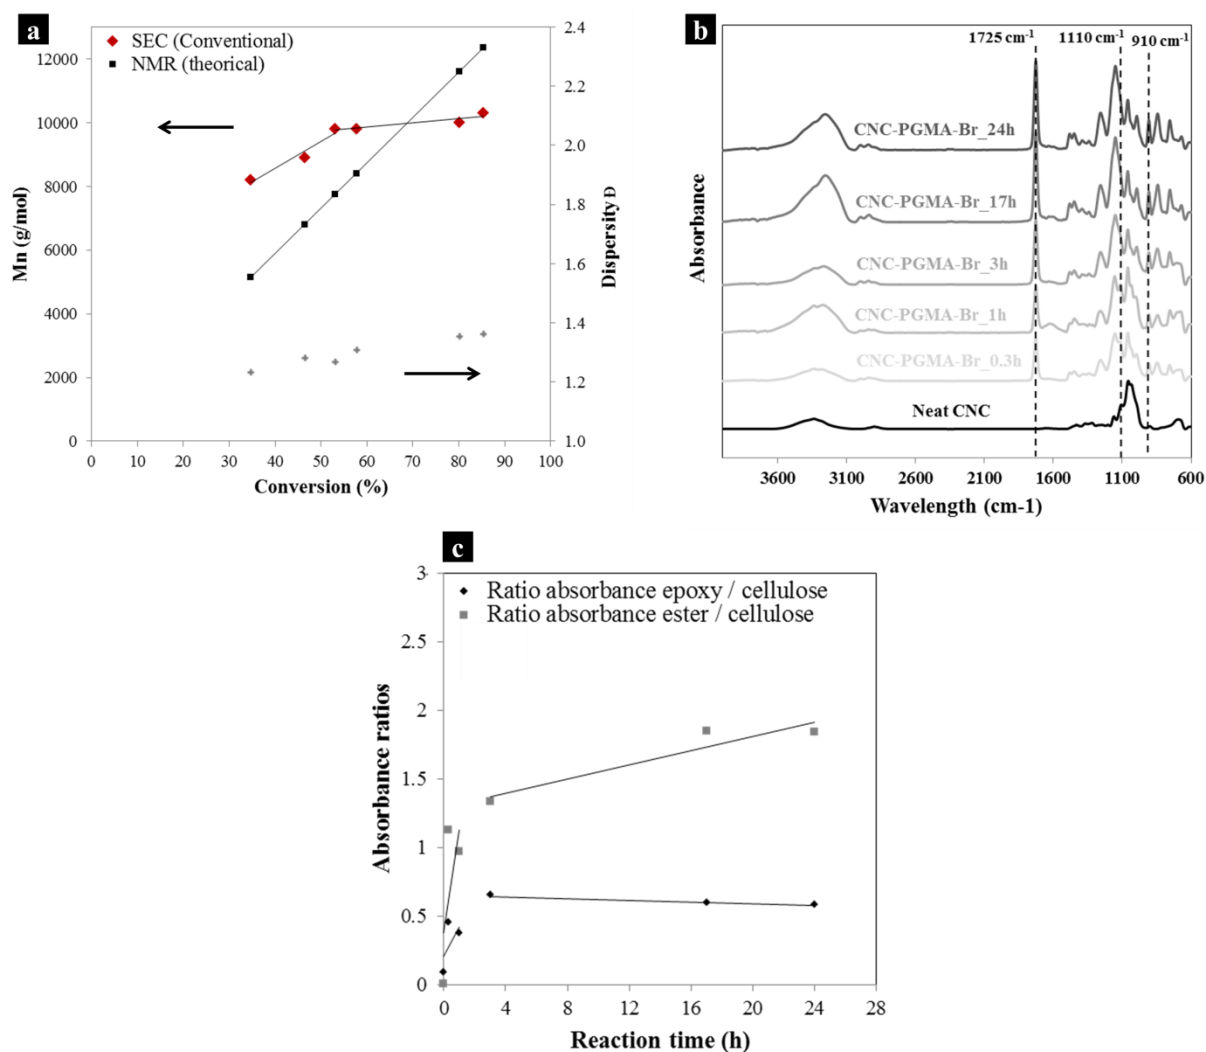 a
SEC (Conventional)
NMR (theorical)
12000
10000
8000
6000
4000
2000
0
Mn (g/mol)
0 10 20 30 40 50 60 70 80 90 100
Conversion (%)
2.4
2.2
2.0
1.8
1.6
1.4
1.2
1.0
Dispersity Đ
b
1725 cm-1 1110 cm-1 910 cm-1
CNC-PGMA-Br_24h
CNC-PGMA-Br_17h
CNC-PGMA-Br_3h
CNC-PGMA-Br_1h
CNC-PGMA-Br_0.3h
Neat CNC
Absorbance
3600 3100 2600 2100 1600 1100 600
Wavelength (cm-1)
c
Ratio absorbance epoxy / cellulose
Ratio absorbance ester / cellulose
3
2.5
2
1.5
1
0.5
0
Absorbance ratios
0 4 8 12 16 20 24 28
Reaction time (h)